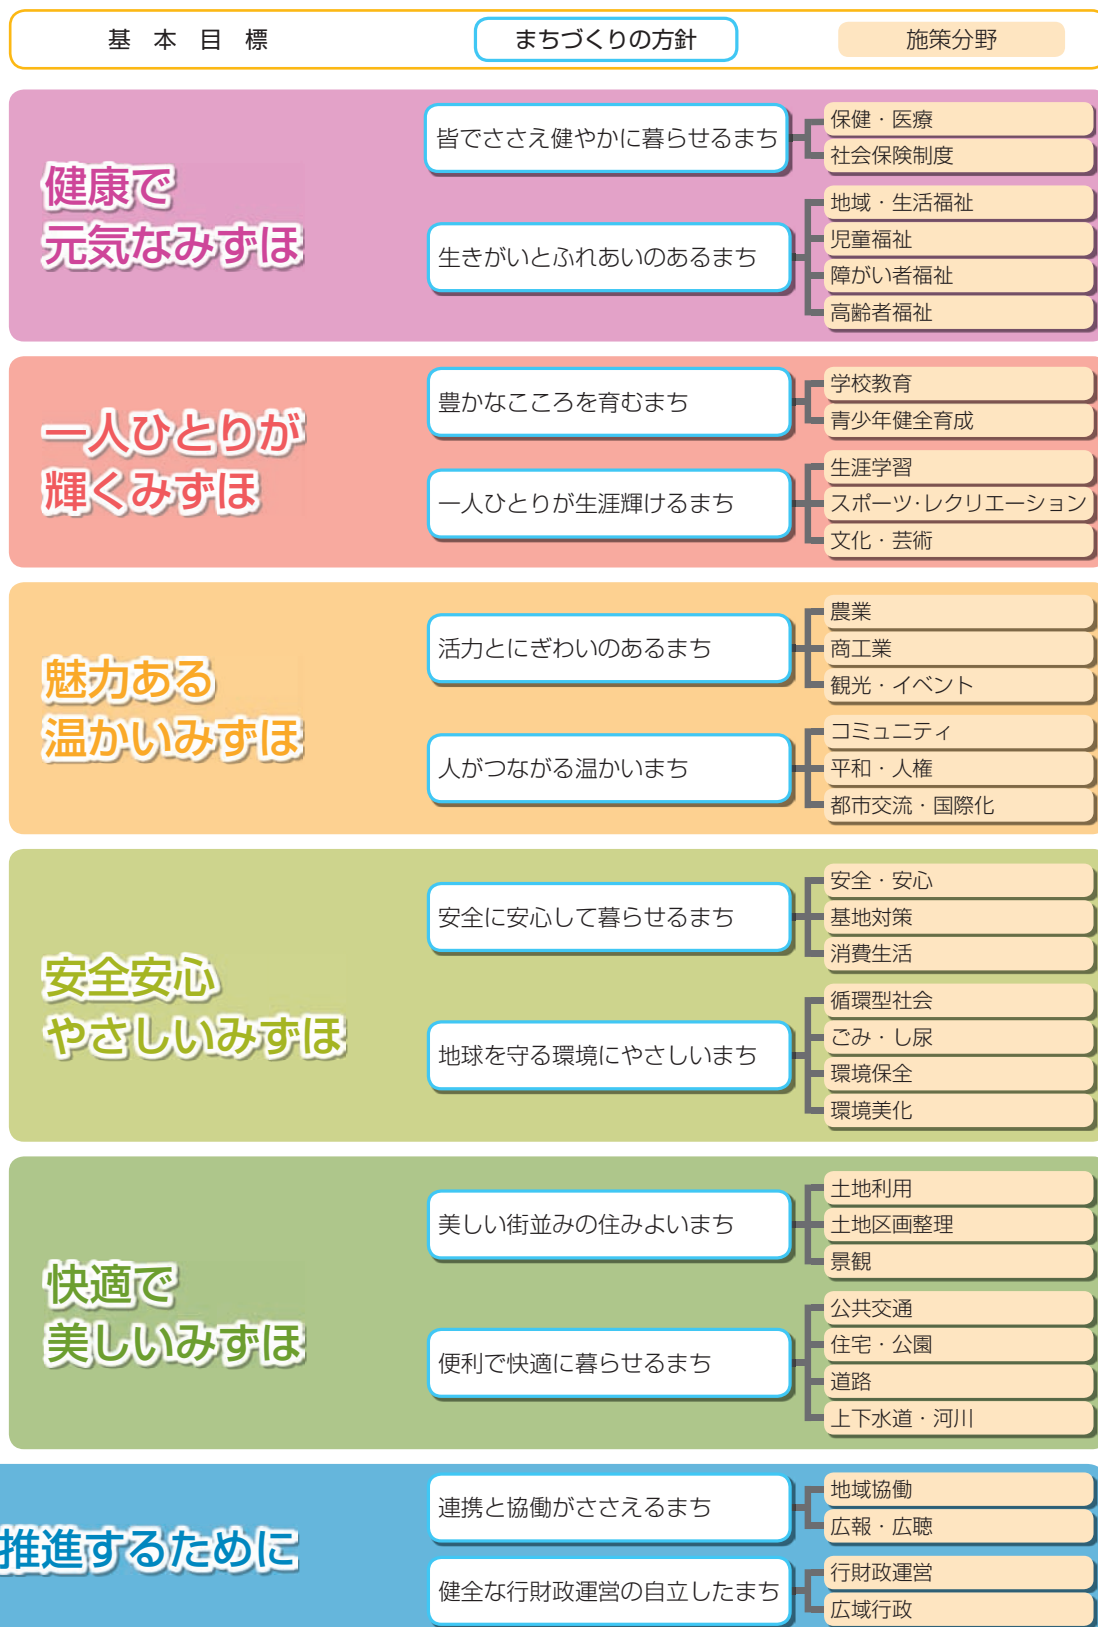 基本目標 まちづくりの方針 施策分野
健康で
元気なみずほ
皆でささえ健やかに暮らせるまち
保健・医療
社会保険制度
生きがいとふれあいのあるまち
地域・生活福祉
児童福祉
障がい者福祉
高齢者福祉
一人ひとりが
輝くみずほ
豊かなこころを育むまち
学校教育
青少年健全育成
一人ひとりが生涯輝けるまち
生涯学習
スポーツ・レクリエーション
文化・芸術
魅力ある
温かいみずほ
活力とにぎわいのあるまち
農業
商工業
観光・イベント
人がつながる温かいまち
コミュニティ
平和・人権
都市交流・国際化
安全安心
やさしいみずほ
安全に安心して暮らせるまち
安全・安心
基地対策
消費生活
地球を守る環境にやさしいまち
循環型社会
ごみ・し尿
環境保全
環境美化
快適で
美しいみずほ
美しい街並みの住みよいまち
土地利用
土地区画整理
景観
便利で快適に暮らせるまち
公共交通
住宅・公園
道路
上下水道・河川
推進するために
連携と協働がささえるまち
地域協働
広報・広聴
健全な行財政運営の自立したまち
行財政運営
広域行政